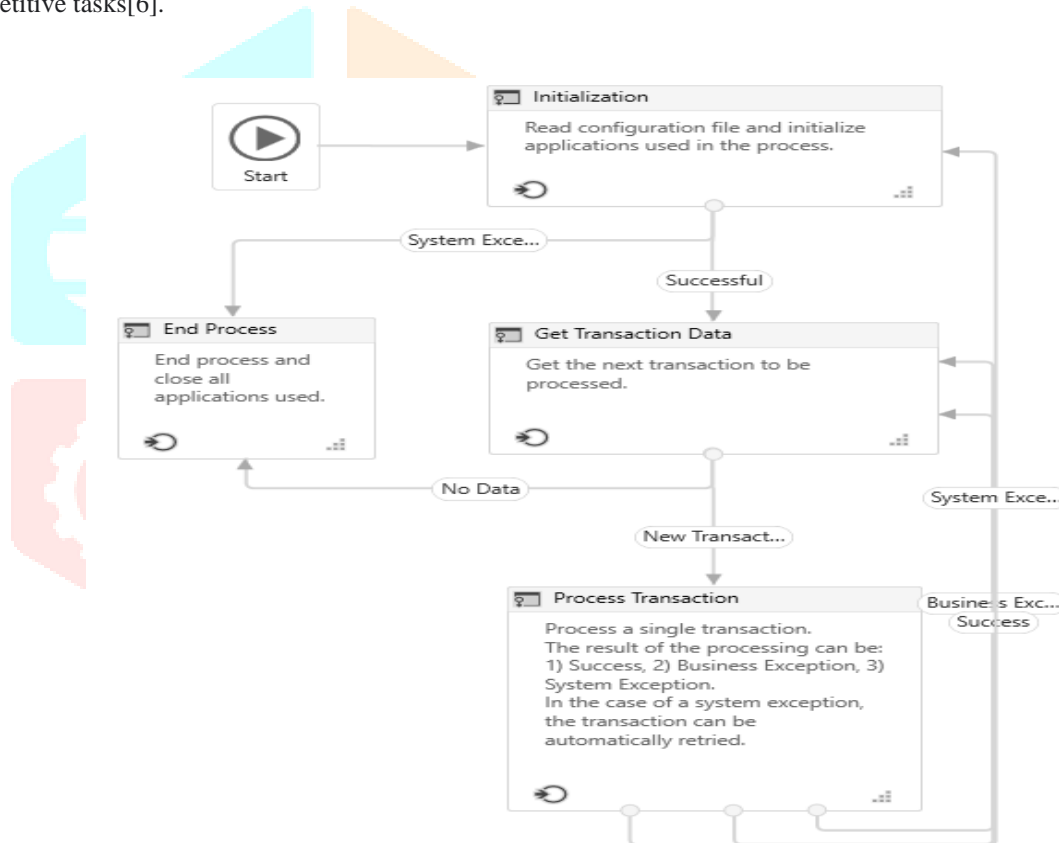 etitive tasks[6].
Initialization
Read configuration file and initialize
applications used in the process.
Start
System Exce...
Successful
End Process
End process and
close all
applications used.
Get Transaction Data
Get the next transaction to be
processed.
No Data
System Exce...
New Transact...
Process Transaction
Process a single transaction.
The result of the processing can be:
1) Success, 2) Business Exception, 3)
System Exception.
In the case of a system exception,
the transaction can be
automatically retried.
Business Exc...
Success